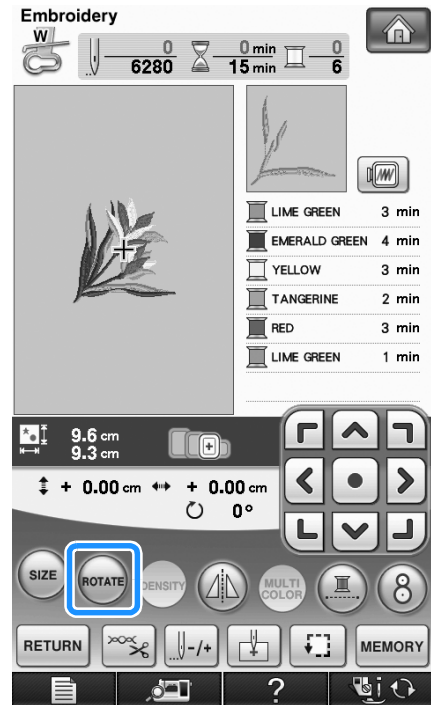 Embroidery
W
0 0 min 0
6280 15 min 6
LIME GREEN 3 min
EMERALD GREEN 4 min
YELLOW 3 min
TANGERINE 2 min
RED 3 min
LIME GREEN 1 min
9.6 cm
9.3 cm
+ 0.00 cm + 0.00 cm
0°
SIZE ROTATE DENSITY MULTI COLOR 8
RETURN -/+ MEMORY
?